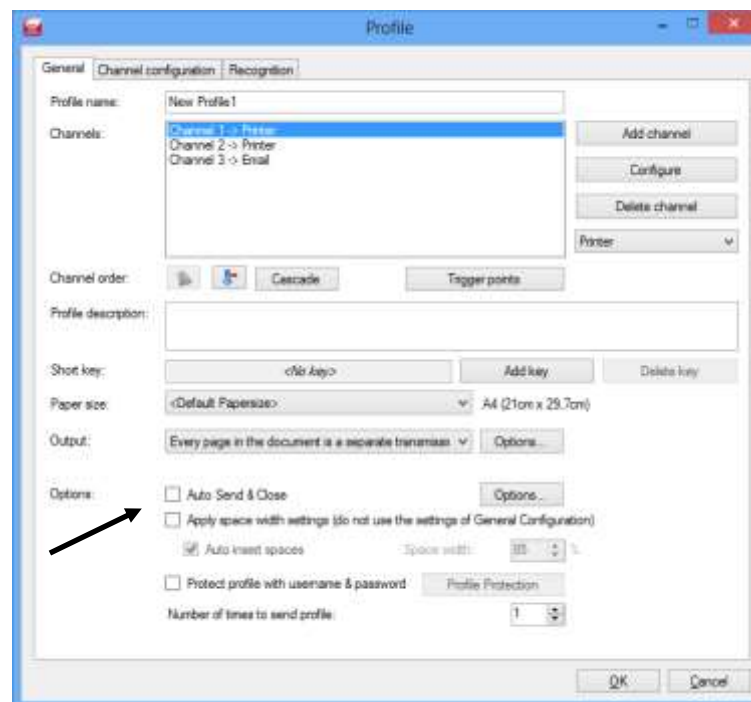 Profile
General Channel configuration Recognition
Profile name: New Profile1
Channels: Channel 1 -> Printer Add channel
Channel 2 -> Printer
Channel 3 -> Email
Configure
Delete channel
Printer
Channel order: Cascade Trigger points
Profile description:
Short key: <No key> Add key Delete key
Paper size: <Default Papersize> A4 (21cm x 29.7cm)
Output: Every page in the document is a separate transmission Options...
Options: Auto Send & Close Options...
Apply space width settings (do not use the settings of General Configuration)
Auto insert spaces Space width: %
Protect profile with username & password Profile Protection
Number of times to send profile: 1
OK Cancel